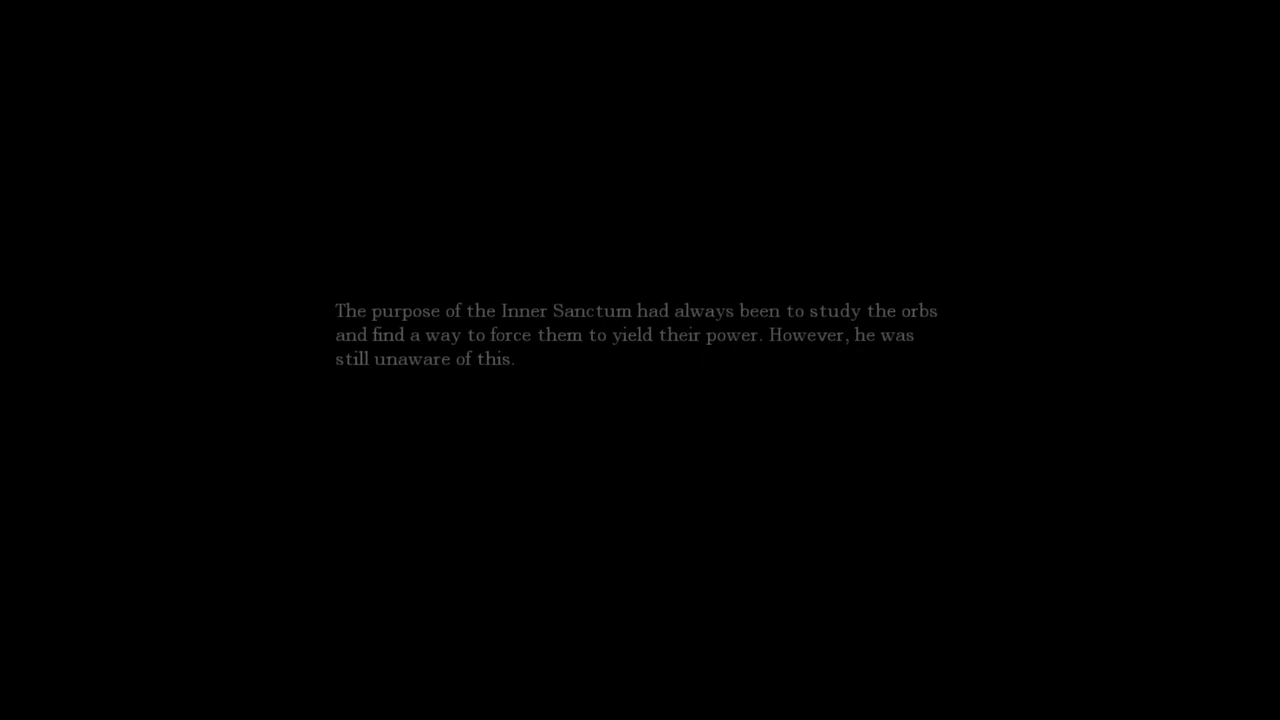 The purpose of the Inner Sanctum had always been to study the orbs
and find a way to force them to yield their power. However, he was
still unaware of this.